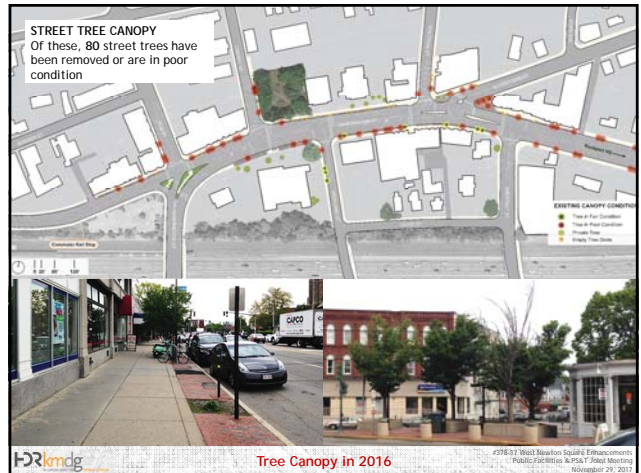 STREET TREE CANOPY
Of these, 80 street trees have
been removed or are in poor
condition
EXISTING CANOPY CONDITION
Tree in Fair Condition
Tree in Poor Condition
Private Tree
Empty Tree Grate
Commuter Rail Stop
CAPCO
HDR kmdg
Tree Canopy in 2016
#378-17 West Newton Square Enhancements
Public Facilities & PS&T Joint Meeting
November 29, 2017